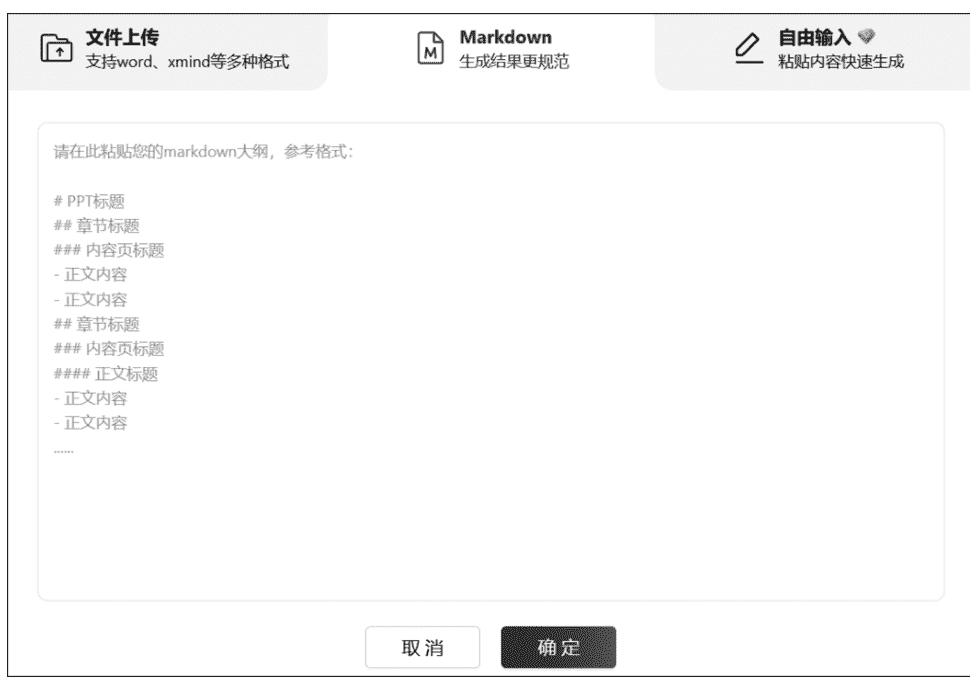 文件上传
支持word、xmind等多种格式
Markdown
生成结果更规范
自由输入
粘贴内容快速生成
请在此粘贴您的markdown大纲，参考格式：
# PPT标题
## 章节标题
### 内容页标题
- 正文内容
- 正文内容
## 章节标题
### 内容页标题
#### 正文标题
- 正文内容
- 正文内容
......
取消
确定